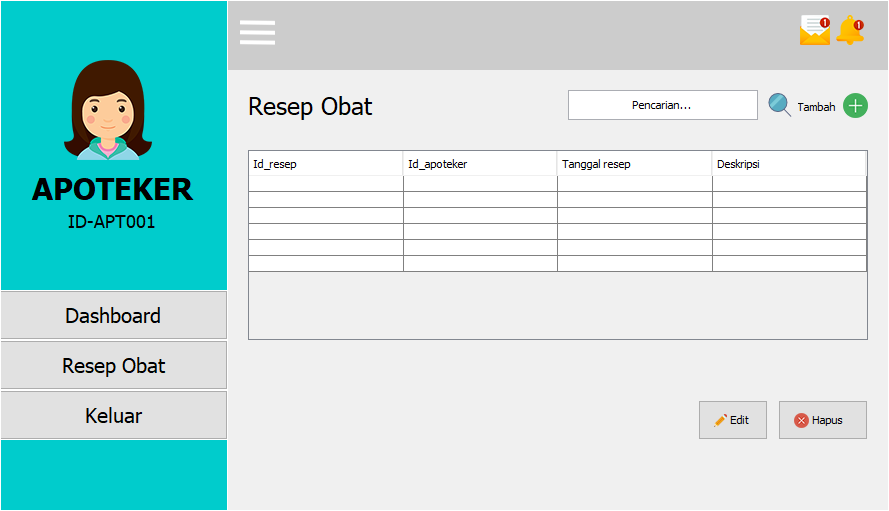 1
1
APOTEKER
ID-APT001
Dashboard
Resep Obat
Keluar
Resep Obat
Pencarian...
Tambah
Id_resep Id_apoteker Tanggal resep Deskripsi
Edit
Hapus